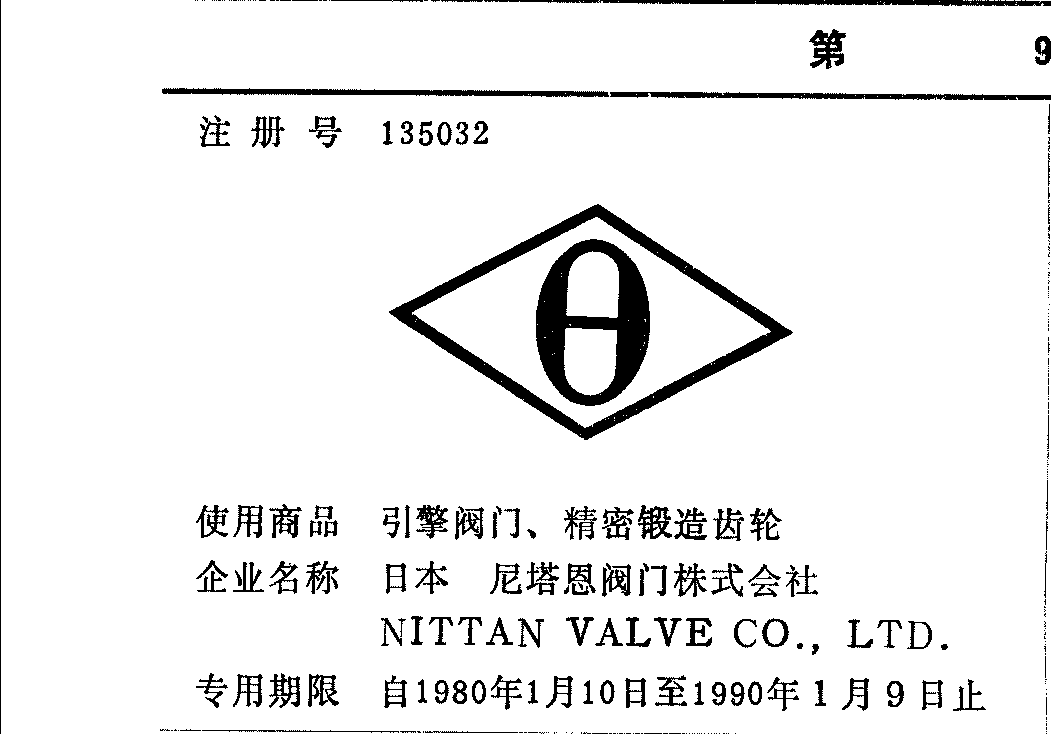 第 9
注册号 135032
θ
使用商品 引擎阀门、精密锻造齿轮
企业名称 日本 尼塔恩阀门株式会社
NITTAN VALVE CO., LTD.
专用期限 自1980年1月10日至1990年1月9日止